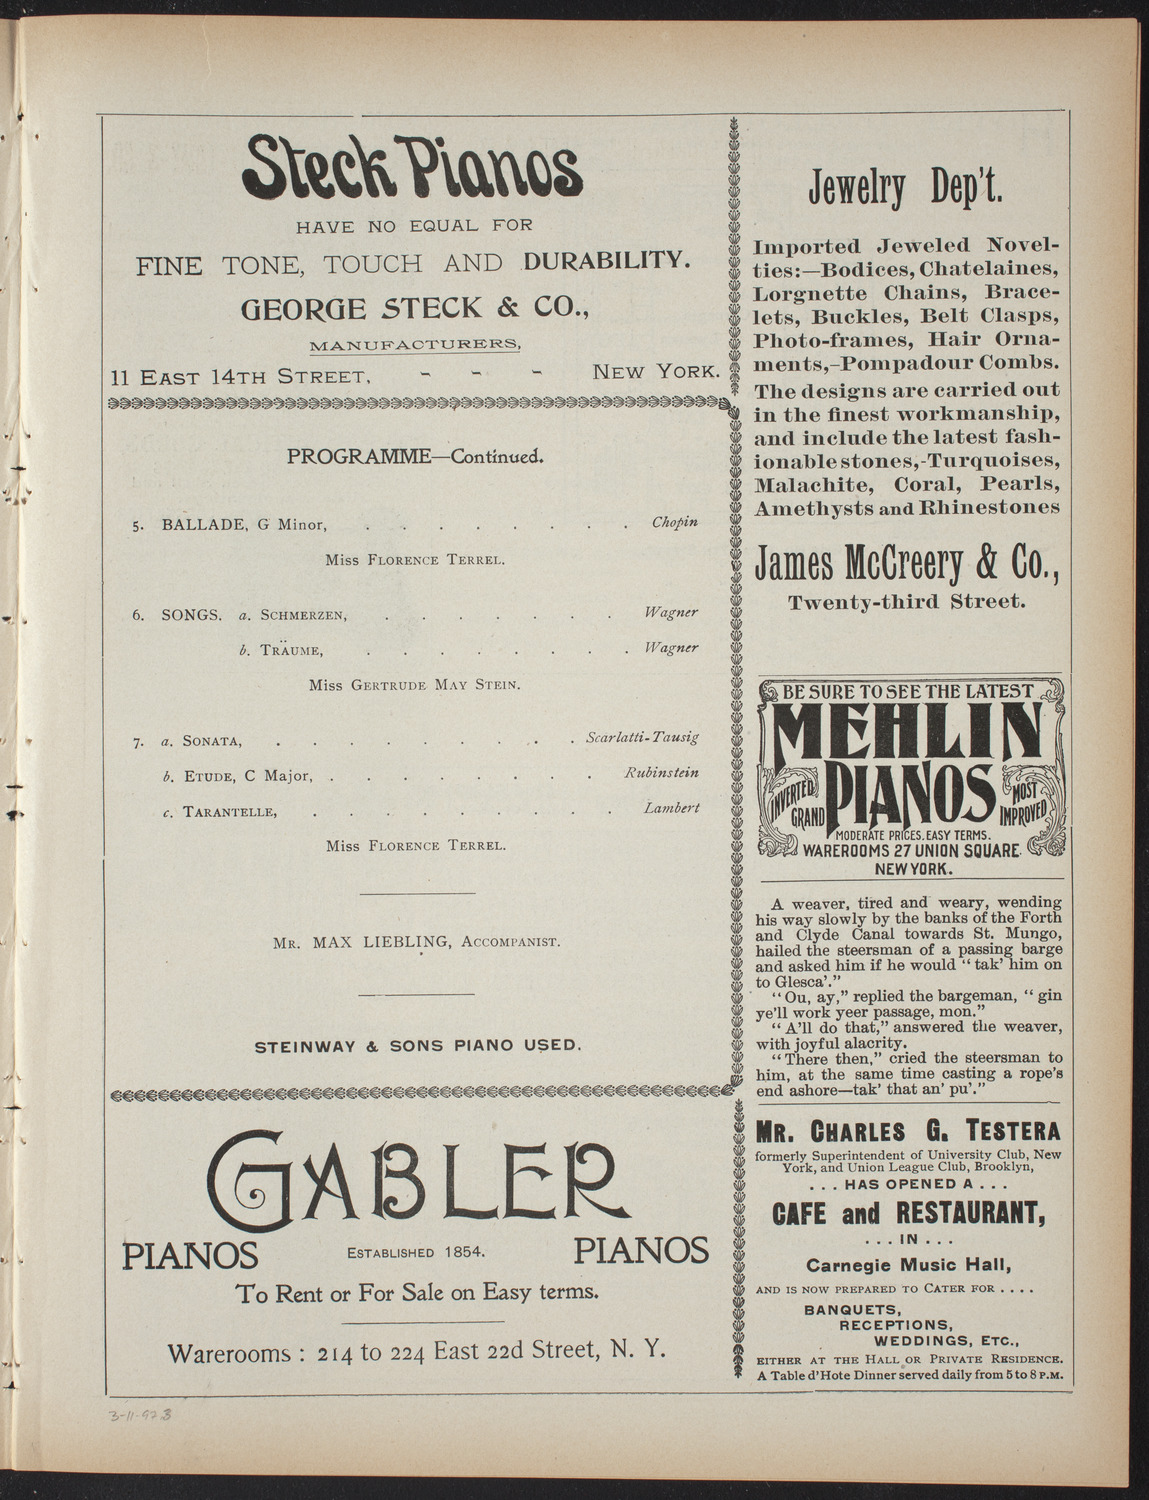 Steck Pianos
HAVE NO EQUAL FOR
FINE TONE, TOUCH AND DURABILITY.
GEORGE STECK & CO.,
MANUFACTURERS,
11 EAST 14TH STREET, - - - NEW YORK.
PROGRAMME—Continued.
5. BALLADE, G Minor, . . . . . . . . Chopin
Miss FLORENCE TERREL.
6. SONGS. a. SCHMERZEN, . . . . . . . Wagner
b. TRÄUME, . . . . . . . . Wagner
Miss GERTRUDE MAY STEIN.
7. a. SONATA, . . . . . . . . . Scarlatti-Tausig
b. ETUDE, C Major, . . . . . . . . Rubinstein
c. TARANTELLE, . . . . . . . . . Lambert
Miss FLORENCE TERREL.
MR. MAX LIEBLING, ACCOMPANIST.
STEINWAY & SONS PIANO USED.
GABLER
PIANOS ESTABLISHED 1854. PIANOS
To Rent or For Sale on Easy terms.
Warerooms : 214 to 224 East 22d Street, N. Y.
Jewelry Dep't.
Imported Jeweled Novel-
ties:—Bodices, Chatelaines,
Lorgnette Chains, Brace-
lets, Buckles, Belt Clasps,
Photo-frames, Hair Orna-
ments,-Pompadour Combs.
The designs are carried out
in the finest workmanship,
and include the latest fash-
ionable stones,-Turquoises,
Malachite, Coral, Pearls,
Amethysts and Rhinestones
James McCreery & Co.,
Twenty-third Street.
BE SURE TO SEE THE LATEST
MEHLIN
PIANOS
INVERTED GRAND
MOST IMPROVED
MODERATE PRICES. EASY TERMS.
WAREROOMS 27 UNION SQUARE.
NEW YORK.
A weaver, tired and weary, wending
his way slowly by the banks of the Forth
and Clyde Canal towards St. Mungo,
hailed the steersman of a passing barge
and asked him if he would "tak' him on
to Glesca'."
"Ou, ay," replied the bargeman, "gin
ye'll work yeer passage, mon."
"A'll do that," answered the weaver,
with joyful alacrity.
"There then," cried the steersman to
him, at the same time casting a rope's
end ashore—tak' that an' pu'."
MR. CHARLES G. TESTERA
formerly Superintendent of University Club, New
York, and Union League Club, Brooklyn,
. . . HAS OPENED A . . .
CAFE and RESTAURANT,
. . . IN . . .
Carnegie Music Hall,
AND IS NOW PREPARED TO CATER FOR . . . .
BANQUETS,
RECEPTIONS,
WEDDINGS, ETC.,
EITHER AT THE HALL OR PRIVATE RESIDENCE.
A Table d'Hote Dinner served daily from 5 to 8 P.M.
3-11-97 3